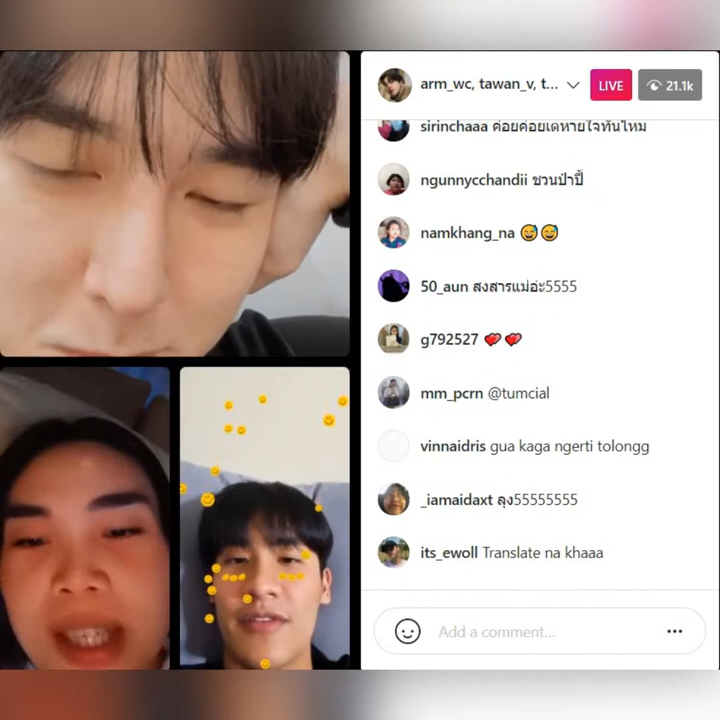 arm_wc, tawan_v, t...
LIVE
21.1k
sirinchaaa ค่อยค่อยเดหายใจทันไหม
ngunnycchandii ชวนป๋าปี้
namkhang_na 😅😅
50_aun สงสารแม่อ่ะ5555
g792527 💕💕
mm_pcrn @tumcial
vinnaidris gua kaga ngerti tolongg
_iamaidaxt ลุง55555555
its_ewoll Translate na khaaa
Add a comment...